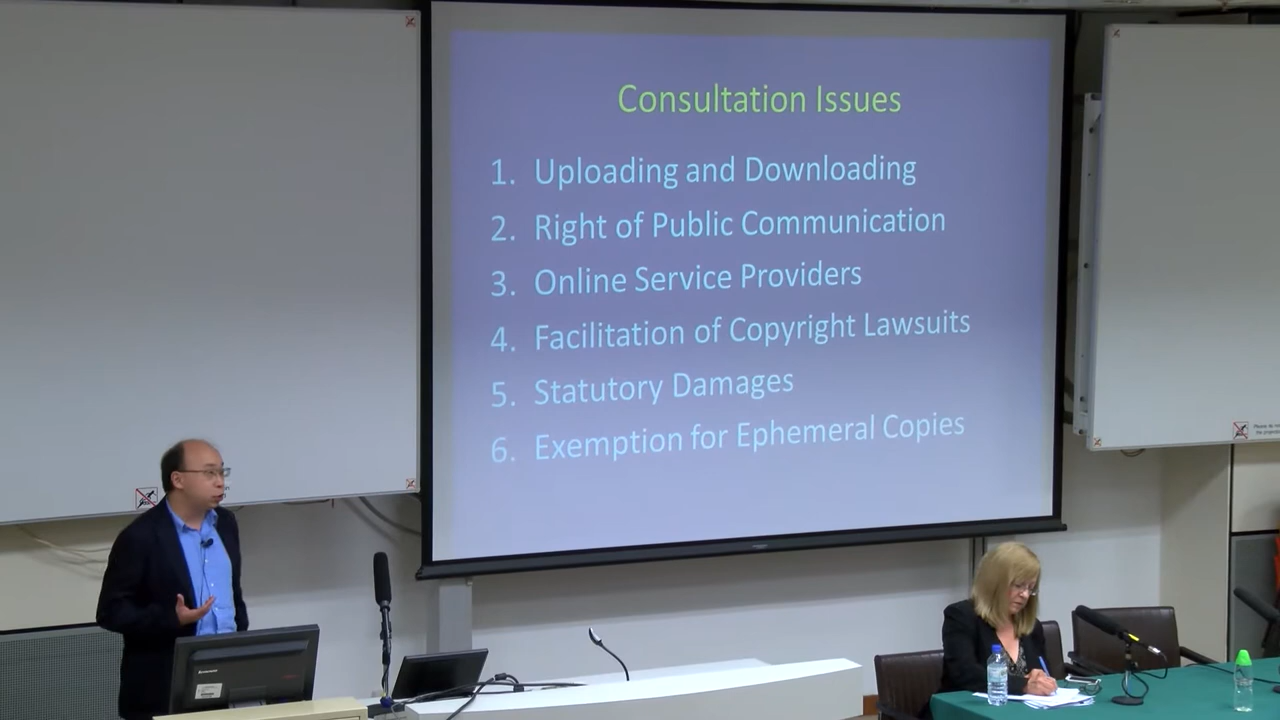 Consultation Issues
1. Uploading and Downloading
2. Right of Public Communication
3. Online Service Providers
4. Facilitation of Copyright Lawsuits
5. Statutory Damages
6. Exemption for Ephemeral Copies
Lenovo